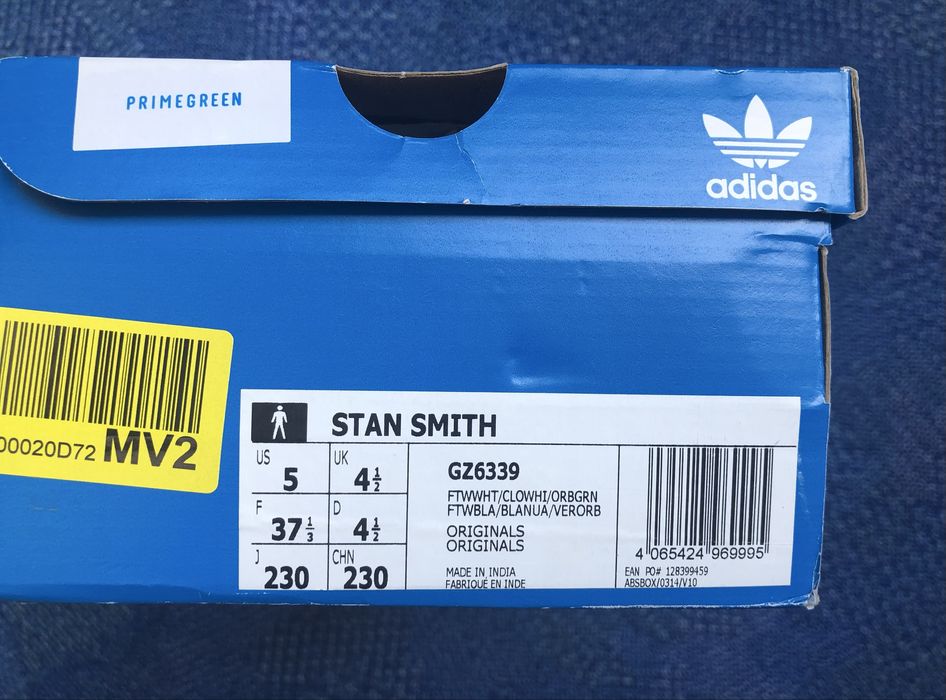 PRIMEGREEN
adidas
00020D72 MV2
STAN SMITH
US 5 UK 4½
F 37⅓ D 4½
J 230 CHN 230
GZ6339
FTWWHT/CLOWHI/ORBGRN
FTWBLA/BLANUA/VERORB
ORIGINALS
ORIGINALS
MADE IN INDIA
FABRIQUÉ EN INDE
4 065424 969995
EAN PO# 128399459
ABSBOX/0314/V10